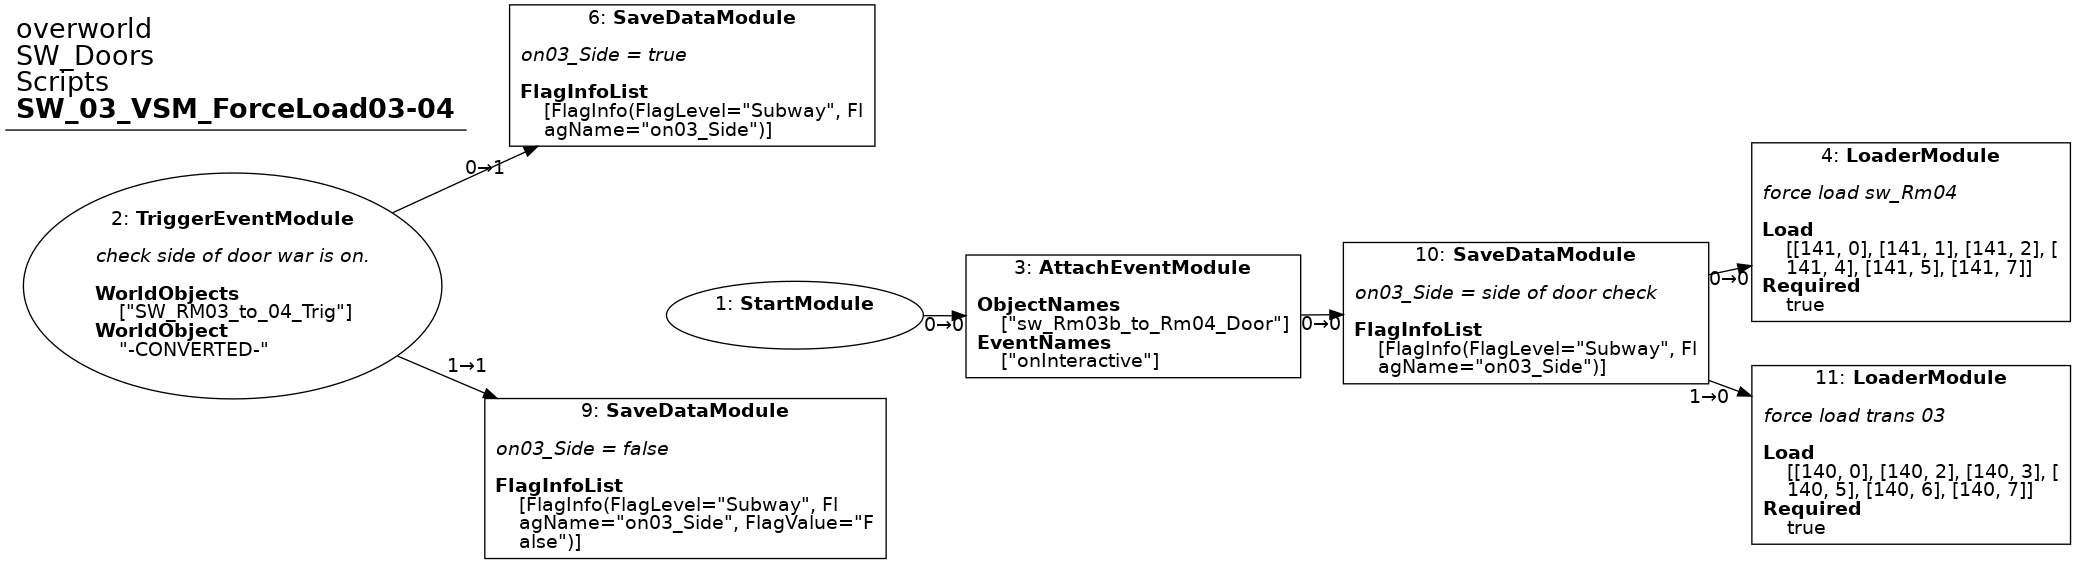 overworld
SW_Doors
Scripts
SW_03_VSM_ForceLoad03-04
6: SaveDataModule
on03_Side = true
FlagInfoList
[FlagInfo(FlagLevel="Subway", Fl
agName="on03_Side")]
0→1
2: TriggerEventModule
check side of door war is on.
WorldObjects
["SW_RM03_to_04_Trig"]
WorldObject
"-CONVERTED-"
1→1
9: SaveDataModule
on03_Side = false
FlagInfoList
[FlagInfo(FlagLevel="Subway", Fl
agName="on03_Side", FlagValue="F
alse")]
1: StartModule
0→0
3: AttachEventModule
ObjectNames
["sw_Rm03b_to_Rm04_Door"]
EventNames
["onInteractive"]
0→0
10: SaveDataModule
on03_Side = side of door check
FlagInfoList
[FlagInfo(FlagLevel="Subway", Fl
agName="on03_Side")]
0→0
4: LoaderModule
force load sw_Rm04
Load
[[141, 0], [141, 1], [141, 2], [
141, 4], [141, 5], [141, 7]]
Required
true
1→0
11: LoaderModule
force load trans 03
Load
[[140, 0], [140, 2], [140, 3], [
140, 5], [140, 6], [140, 7]]
Required
true